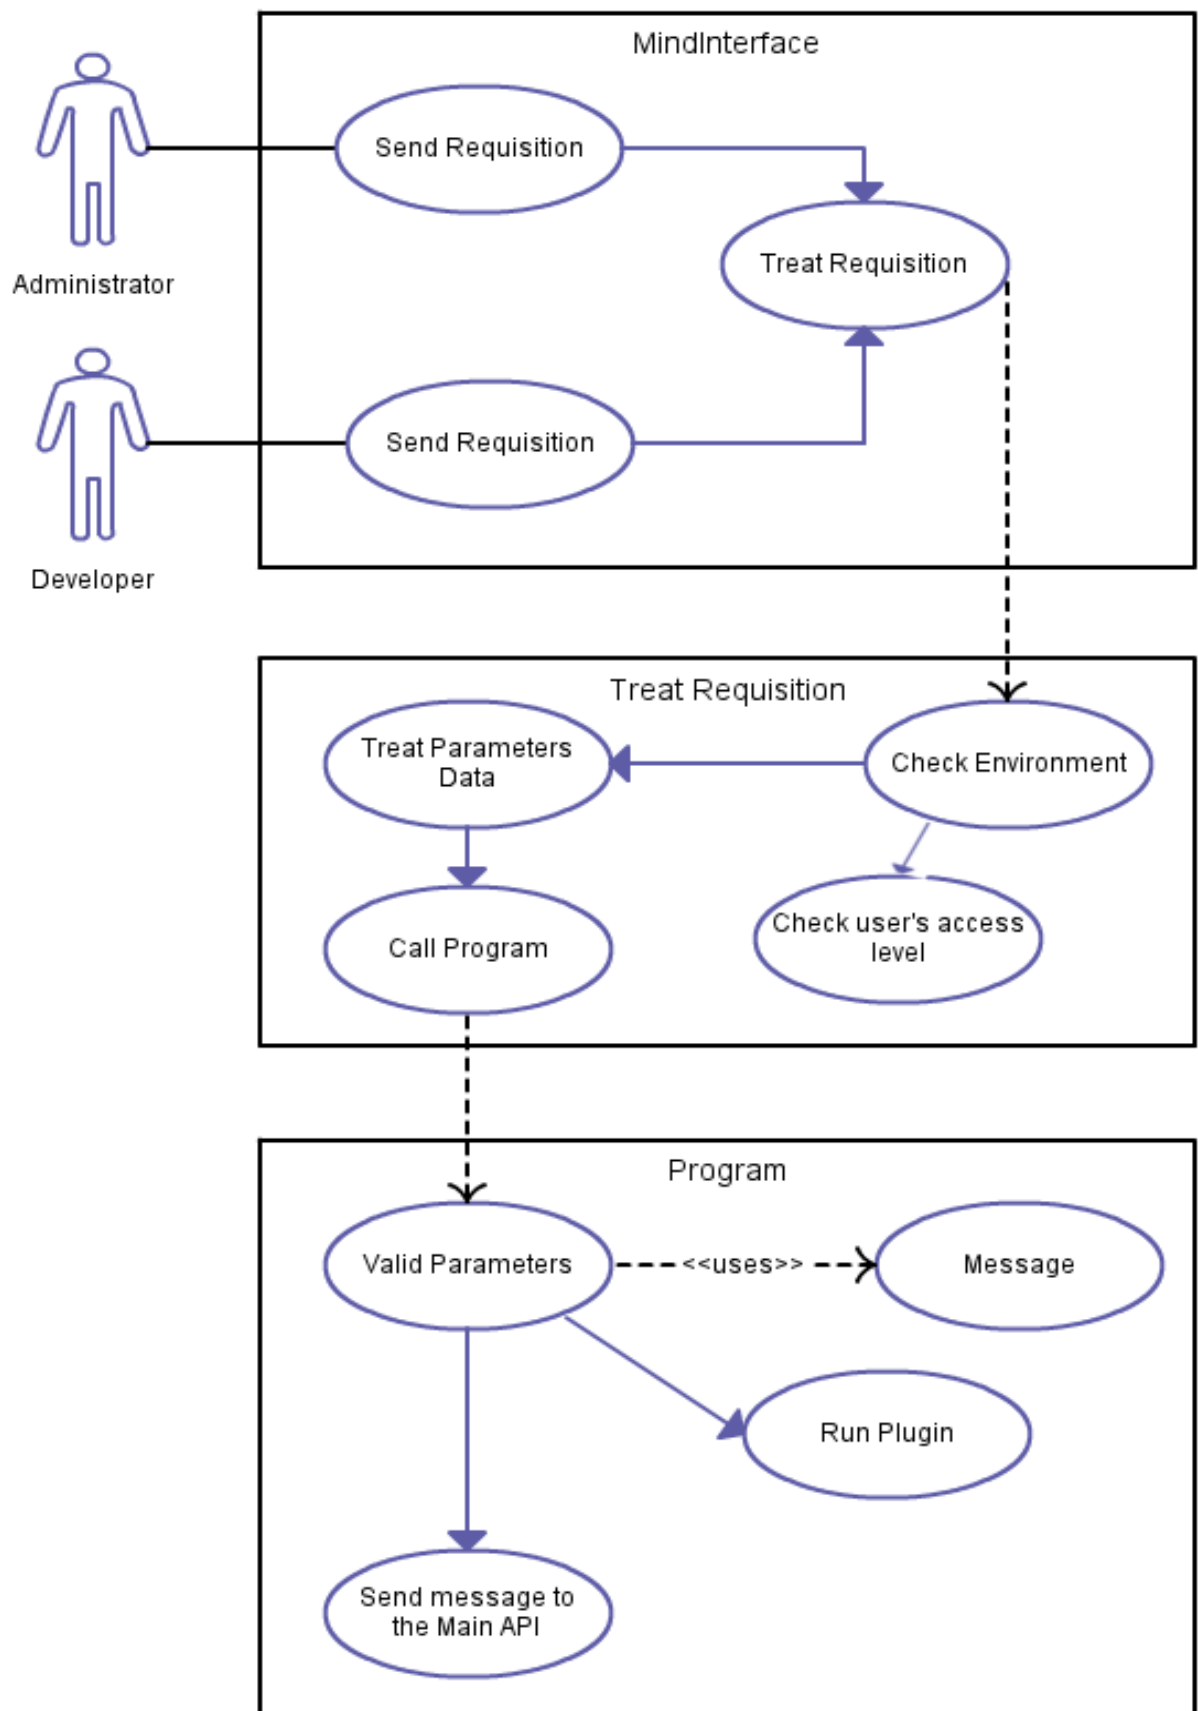 MindInterface
Send Requisition
Treat Requisition
Administrator
Send Requisition
Developer
Treat Requisition
Treat Parameters
Data
Check Environment
Call Program
Check user's access
level
Program
Valid Parameters
<<uses>>
Message
Run Plugin
Send message to
the Main API